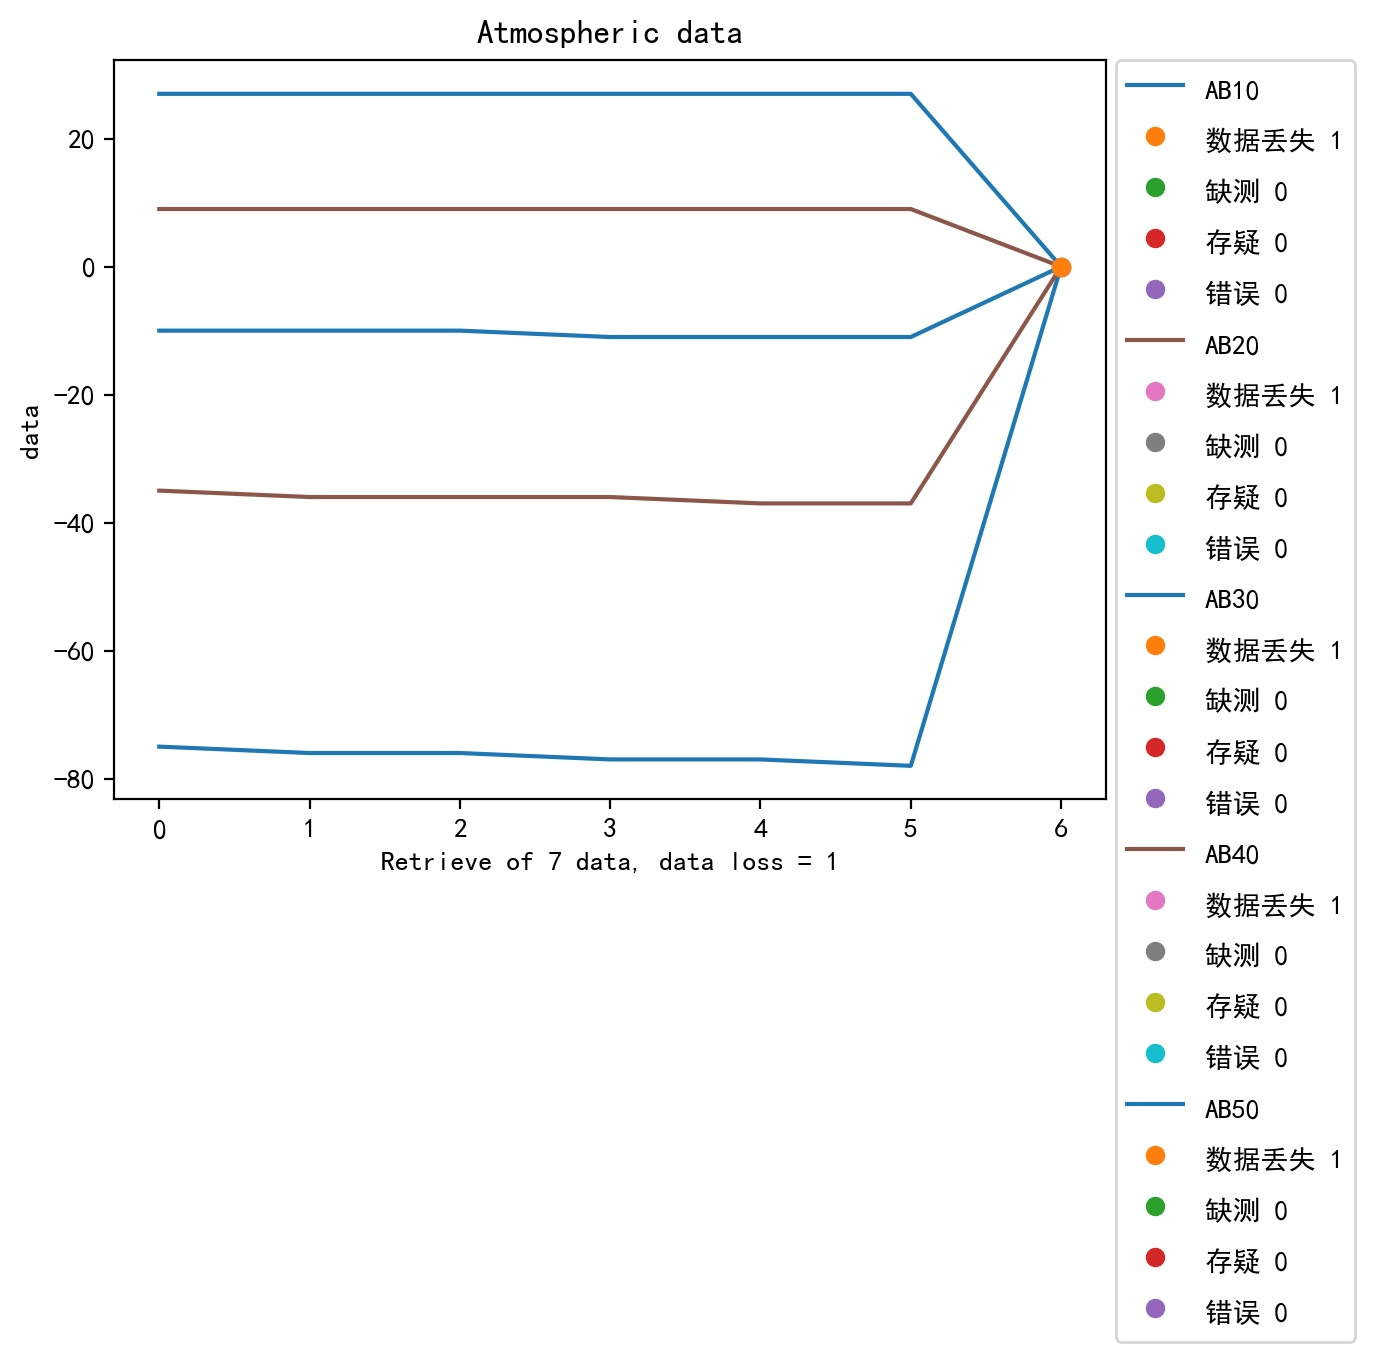 Atmospheric data
data
20
0
−20
−40
−60
−80
0 1 2 3 4 5 6
Retrieve of 7 data, data loss = 1
AB10
数据丢失 1
缺测 0
存疑 0
错误 0
AB20
数据丢失 1
缺测 0
存疑 0
错误 0
AB30
数据丢失 1
缺测 0
存疑 0
错误 0
AB40
数据丢失 1
缺测 0
存疑 0
错误 0
AB50
数据丢失 1
缺测 0
存疑 0
错误 0